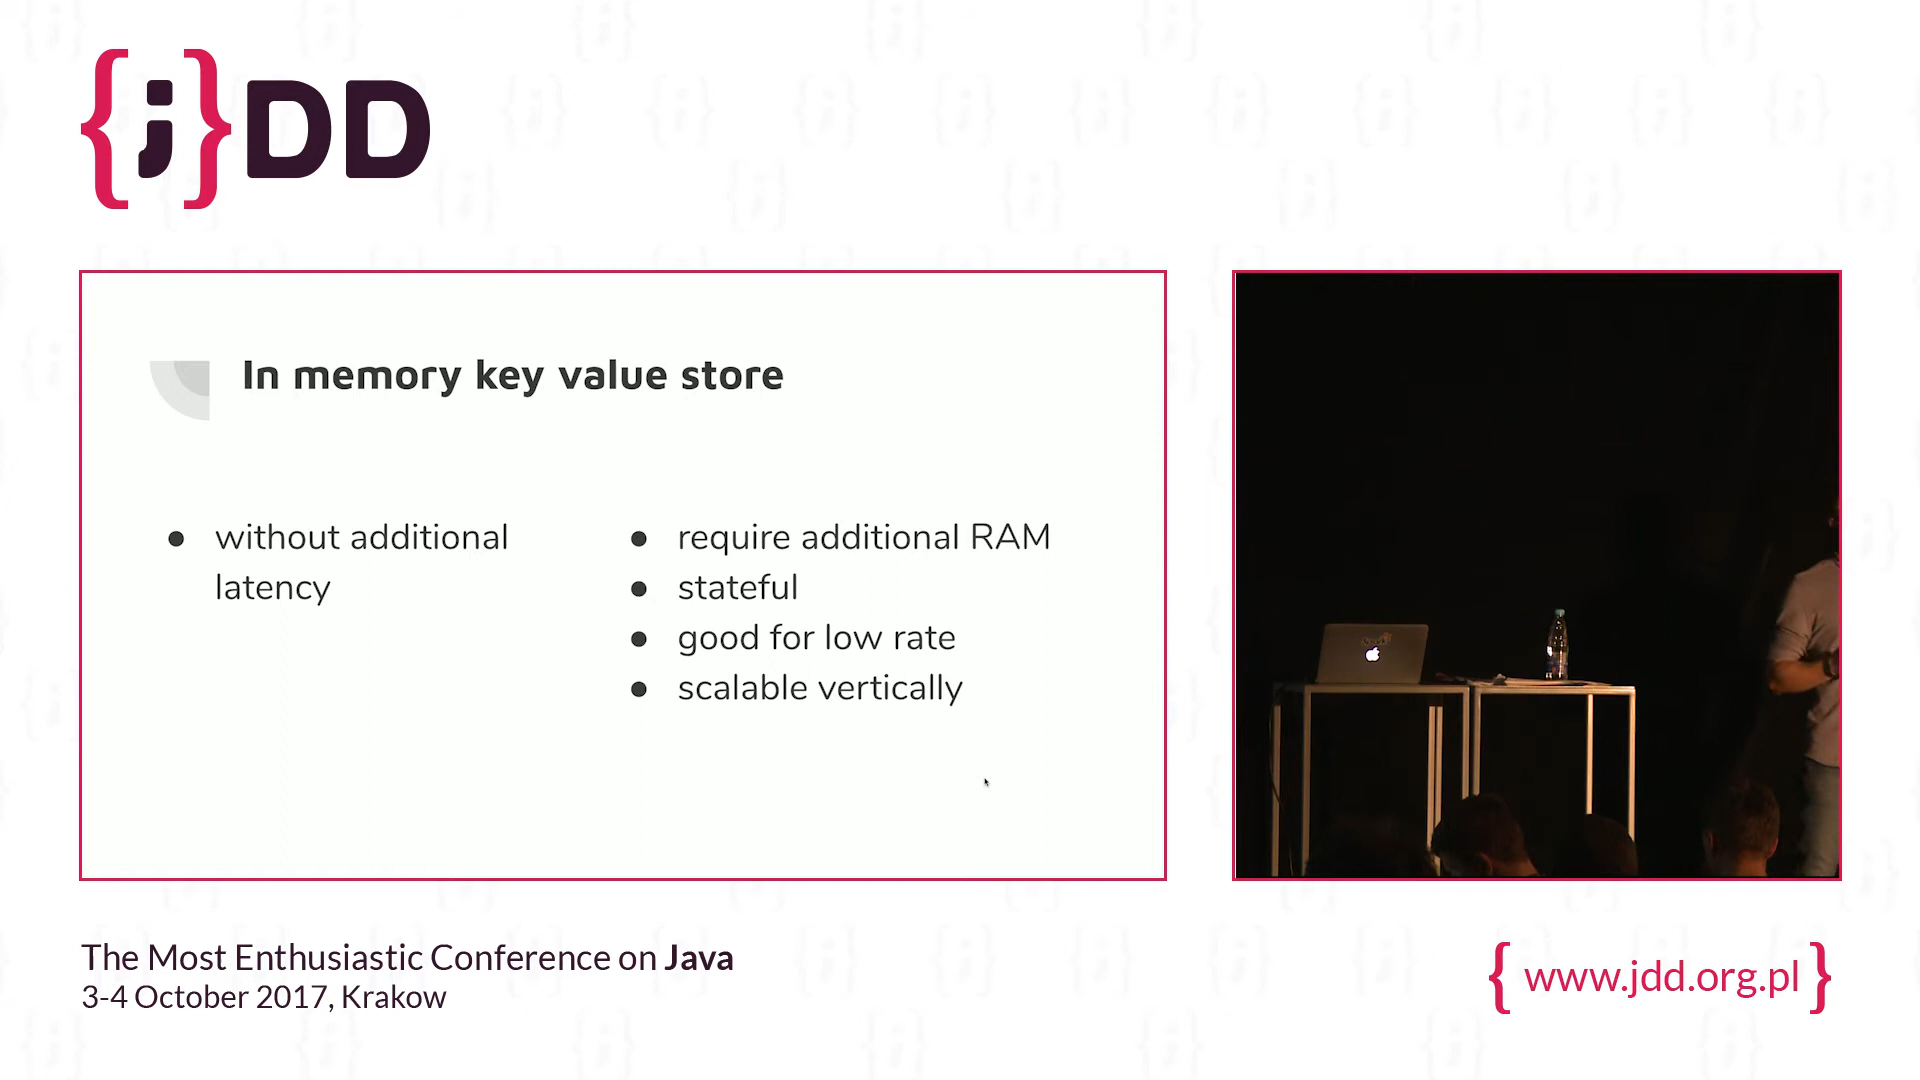 {;}DD
In memory key value store
● without additional
latency
● require additional RAM
● stateful
● good for low rate
● scalable vertically
The Most Enthusiastic Conference on Java
3-4 October 2017, Krakow
{ www.jdd.org.pl }